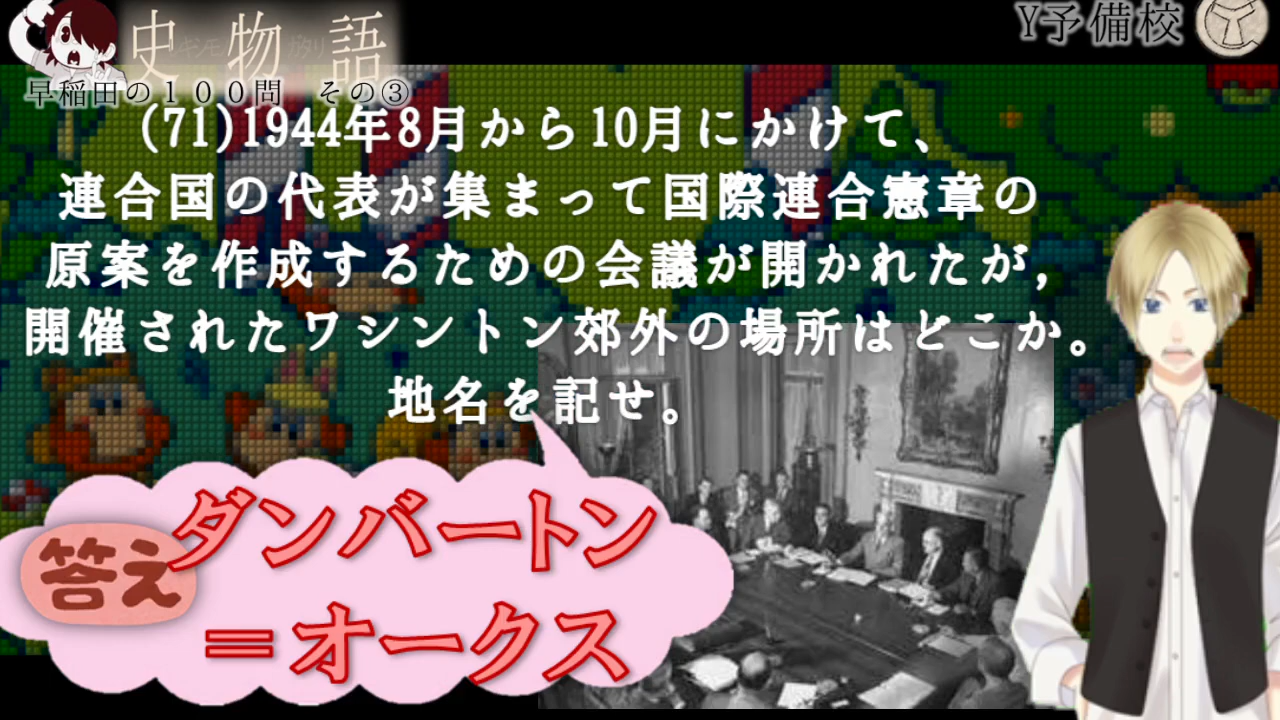 史物語
Y予備校
早稲田の１００問　その③
(71)1944年8月から10月にかけて、
連合国の代表が集まって国際連合憲章の
原案を作成するための会議が開かれたが，
開催されたワシントン郊外の場所はどこか。
地名を記せ。
答え
ダンバートン
＝オークス